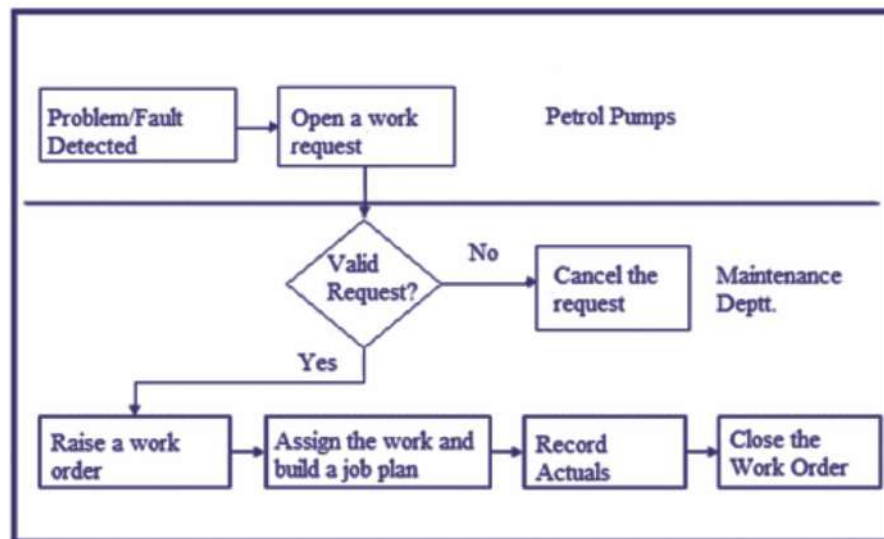 Problem/Fault
Detected
Open a work
request
Petrol Pumps
Valid
Request?
No
Cancel the
request
Maintenance
Deptt.
Yes
Raise a work
order
Assign the work and
build a job plan
Record
Actuals
Close the
Work Order